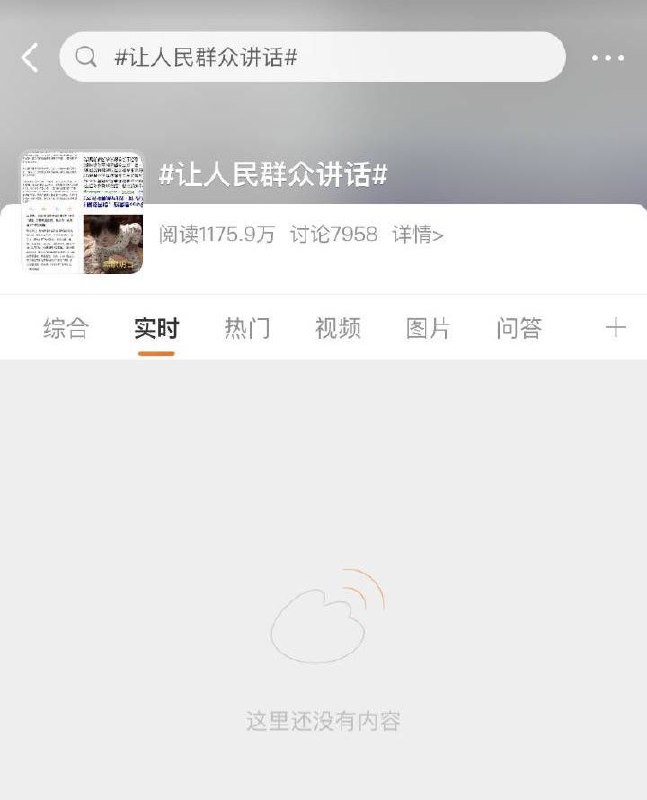 #让人民群众讲话#
#让人民群众讲话#
阅读1175.9万 讨论7958 详情>
综合 实时 热门 视频 图片 问答
这里还没有内容